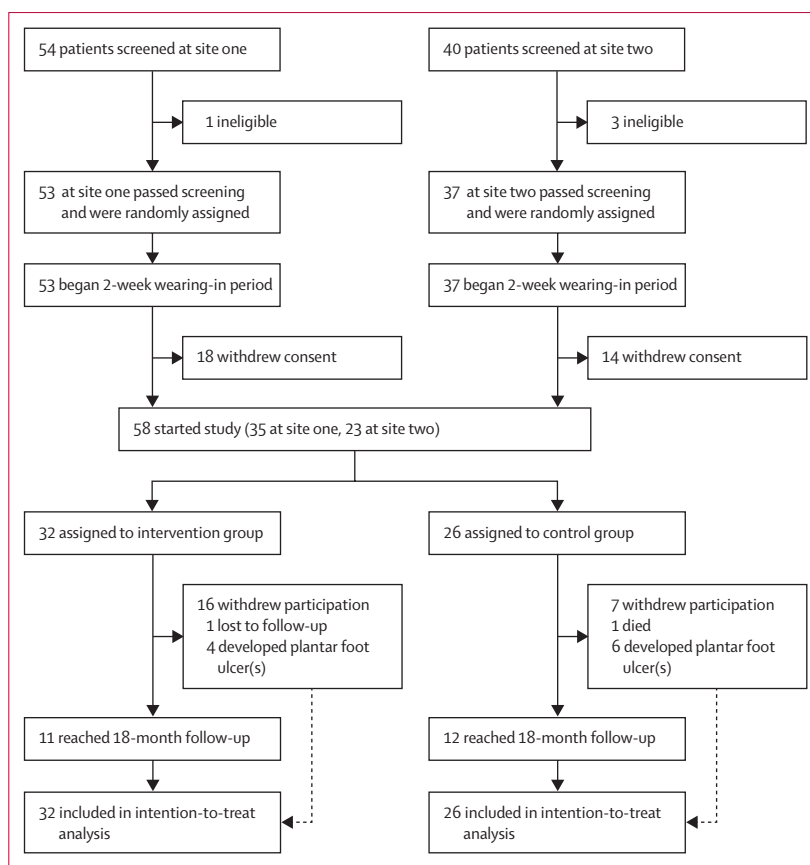 54 patients screened at site one
40 patients screened at site two
1 ineligible
3 ineligible
53 at site one passed screening
and were randomly assigned
37 at site two passed screening
and were randomly assigned
53 began 2-week wearing-in period
37 began 2-week wearing-in period
18 withdrew consent
14 withdrew consent
58 started study (35 at site one, 23 at site two)
32 assigned to intervention group
26 assigned to control group
16 withdrew participation
1 lost to follow-up
4 developed plantar foot
ulcer(s)
7 withdrew participation
1 died
6 developed plantar foot
ulcer(s)
11 reached 18-month follow-up
12 reached 18-month follow-up
32 included in intention-to-treat
analysis
26 included in intention-to-treat
analysis